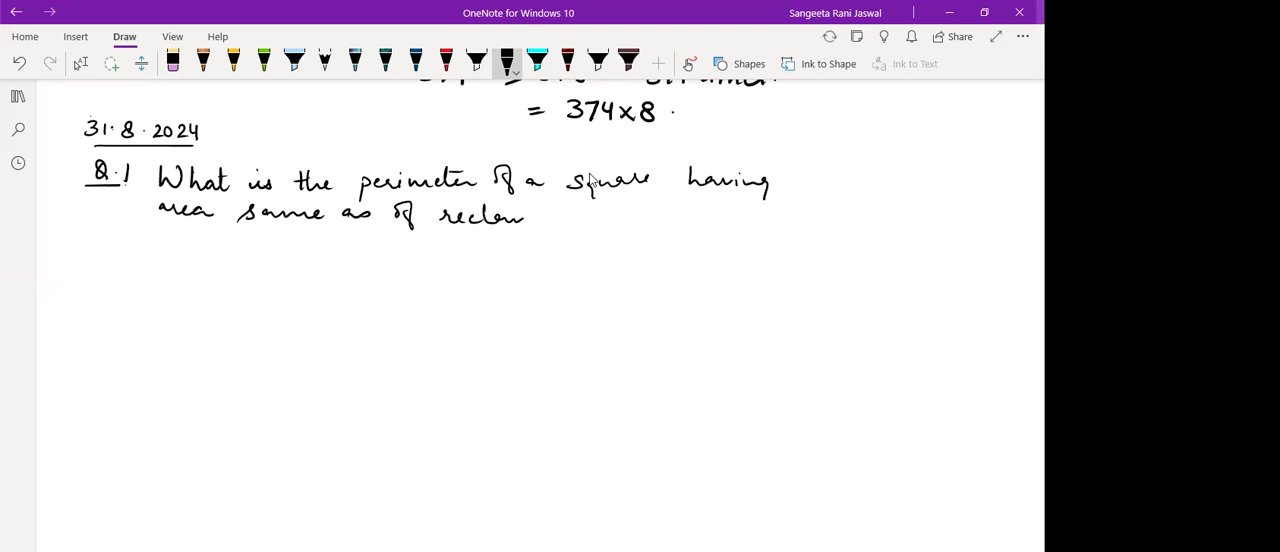 OneNote for Windows 10
Sangeeta Rani Jaswal
Home Insert Draw View Help
Share
Shapes Ink to Shape Ink to Text
= 374×8 .
31.8.2024
Q.1 What is the perimeter of a square having
area same as of rectan